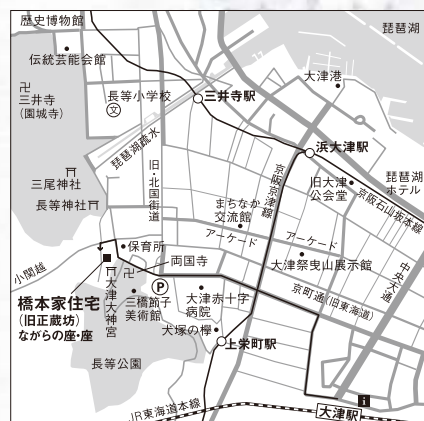 歴史博物館
琵琶湖
伝統芸能会館
大津港
卍
三井寺
(園城寺)
長等小学校
文
三井寺駅
琵琶湖疏水
浜大津駅
旧・北国街道
京阪京津線
旧大津
公会堂
琵琶湖
ホテル
京阪石山坂本線
三尾神社
長等神社
まちなか
交流館
アーケード
アーケード
保育所
両国寺
大津祭曳山展示館
中央大通
小関越
卍
京町通(旧東海道)
橋本家住宅
(旧正蔵坊)
ながらの座・座
大津大神宮
三橋節子
美術館
P
大津赤十字
病院
犬塚の欅
上栄町駅
長等公園
JR東海道本線
大津駅
i